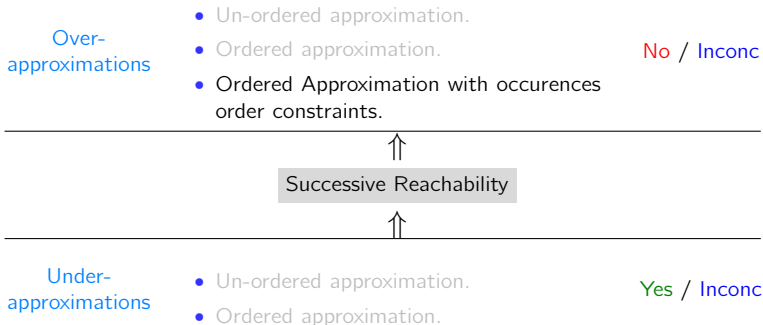 • Un-ordered approximation.
Over-
approximations
• Ordered approximation.
No / Inconc
• Ordered Approximation with occurences
order constraints.
⇑
Successive Reachability
⇑
Under-
approximations
• Un-ordered approximation.
Yes / Inconc
• Ordered approximation.